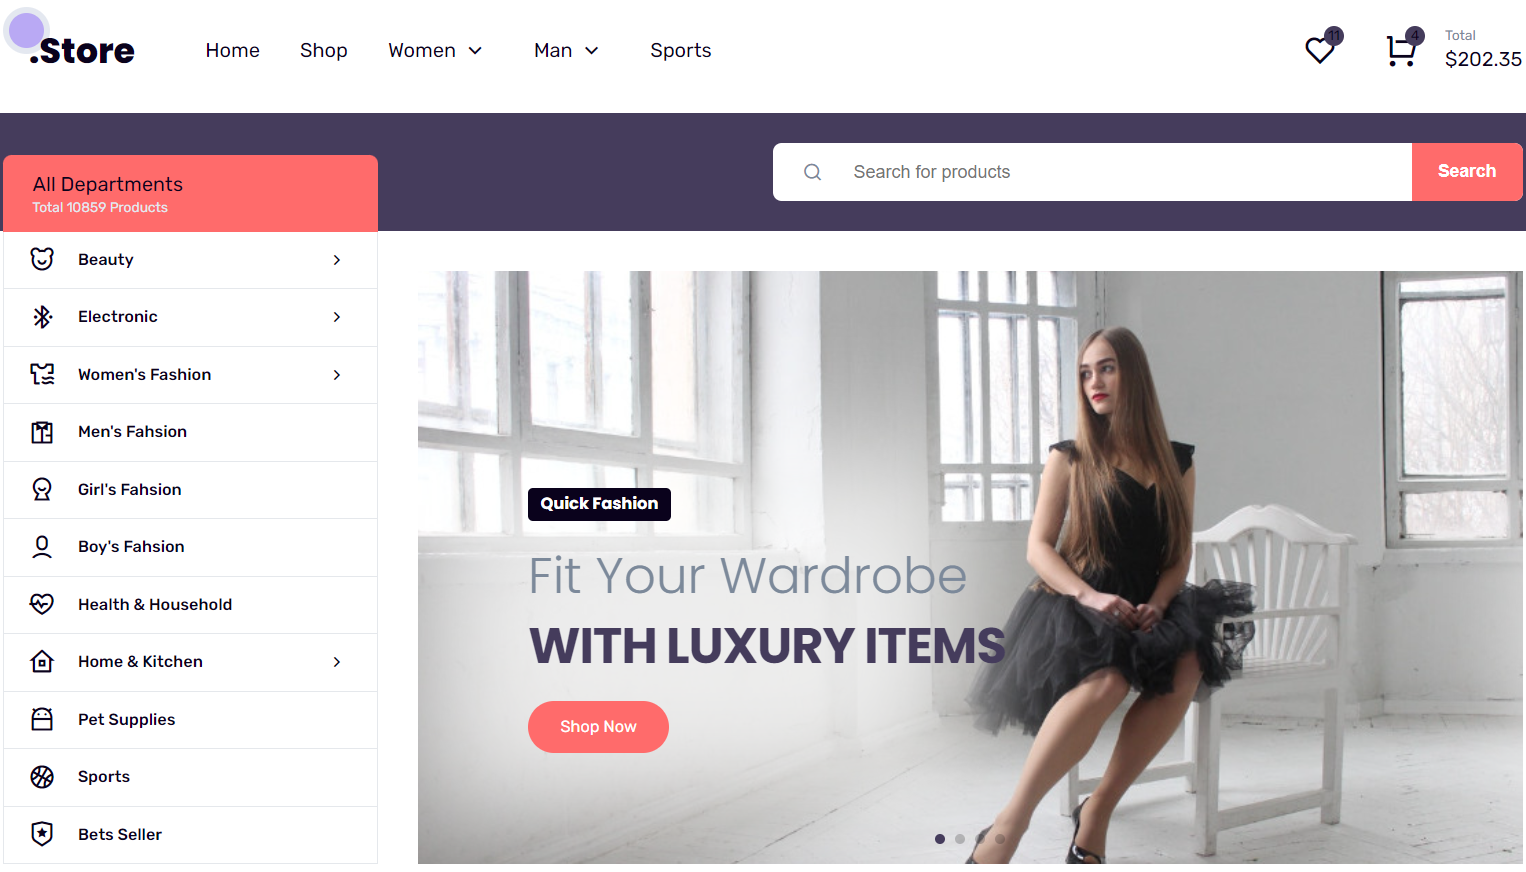 .Store
Home
Shop
Women
Man
Sports
11
4
Total
$202.35
All Departments
Total 10859 Products
Search for products
Search
Beauty
Electronic
Women's Fashion
Men's Fahsion
Girl's Fahsion
Boy's Fahsion
Health & Household
Home & Kitchen
Pet Supplies
Sports
Bets Seller
Quick Fashion
Fit Your Wardrobe
WITH LUXURY ITEMS
Shop Now